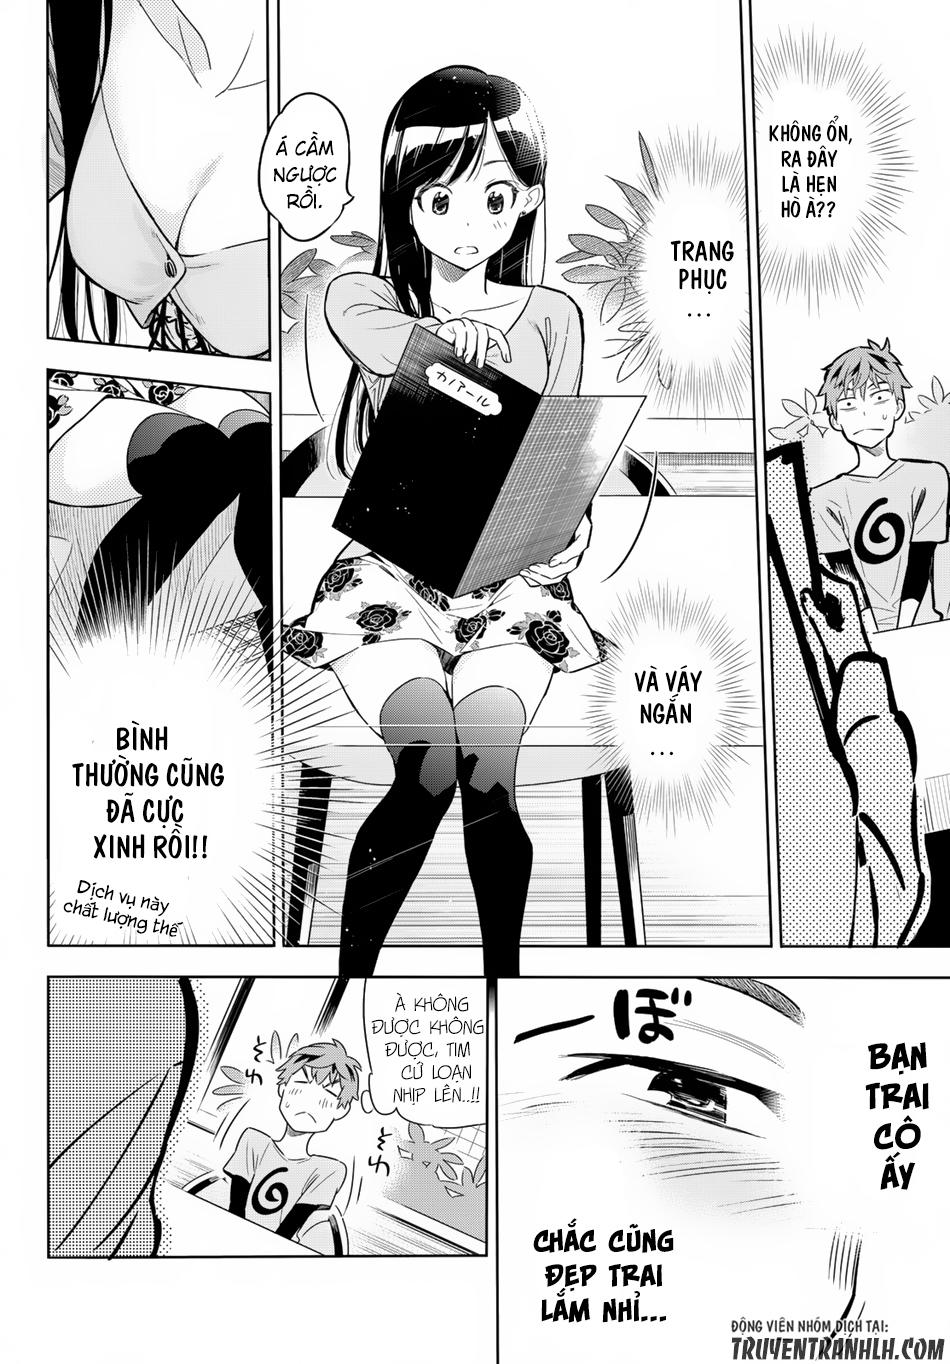 KHÔNG ỔN,
RA ĐÂY
LÀ HẸN
HÒ À??
TRANG
PHỤC
...
Á CẦM
NGƯỢC
RỒI.
カノアール
VÀ VÁY
NGẮN
...
BÌNH
THƯỜNG CŨNG
ĐÃ CỰC
XINH RỒI!!
Dịch vụ này
chất lượng thế
BẠN
TRAI
CÔ
ẤY
ぼー
CHẮC CŨNG
ĐẸP TRAI
LẮM NHỈ...
À KHÔNG
ĐƯỢC KHÔNG
ĐƯỢC, TIM
CỨ LOẠN
NHỊP LÊN..!!
ĐỘNG VIÊN NHÓM DỊCH TẠI:
TRUYENTRANHLH.COM